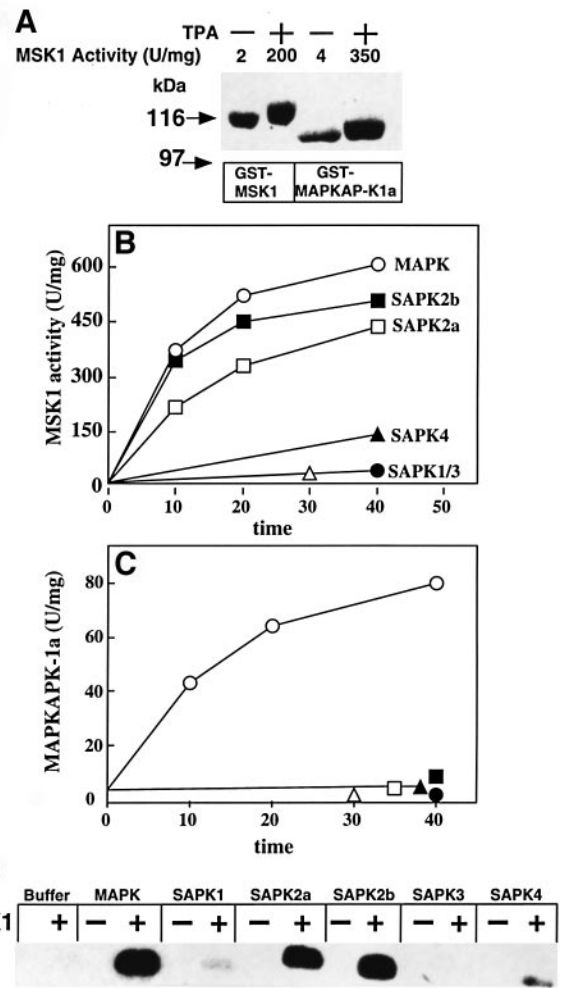 A
TPA − + − +
MSK1 Activity (U/mg) 2 200 4 350
kDa
116
97
GST-MSK1 GST-MAPKAP-K1a
B
MSK1 activity (U/mg)
600
450
300
150
0
MAPK
SAPK2b
SAPK2a
SAPK4
SAPK1/3
0 10 20 30 40 50
time
C
MAPKAPK-1a (U/mg)
80
60
40
20
0
0 10 20 30 40
time
Buffer MAPK SAPK1 SAPK2a SAPK2b SAPK3 SAPK4
1 + − + − + − + − + − + − +